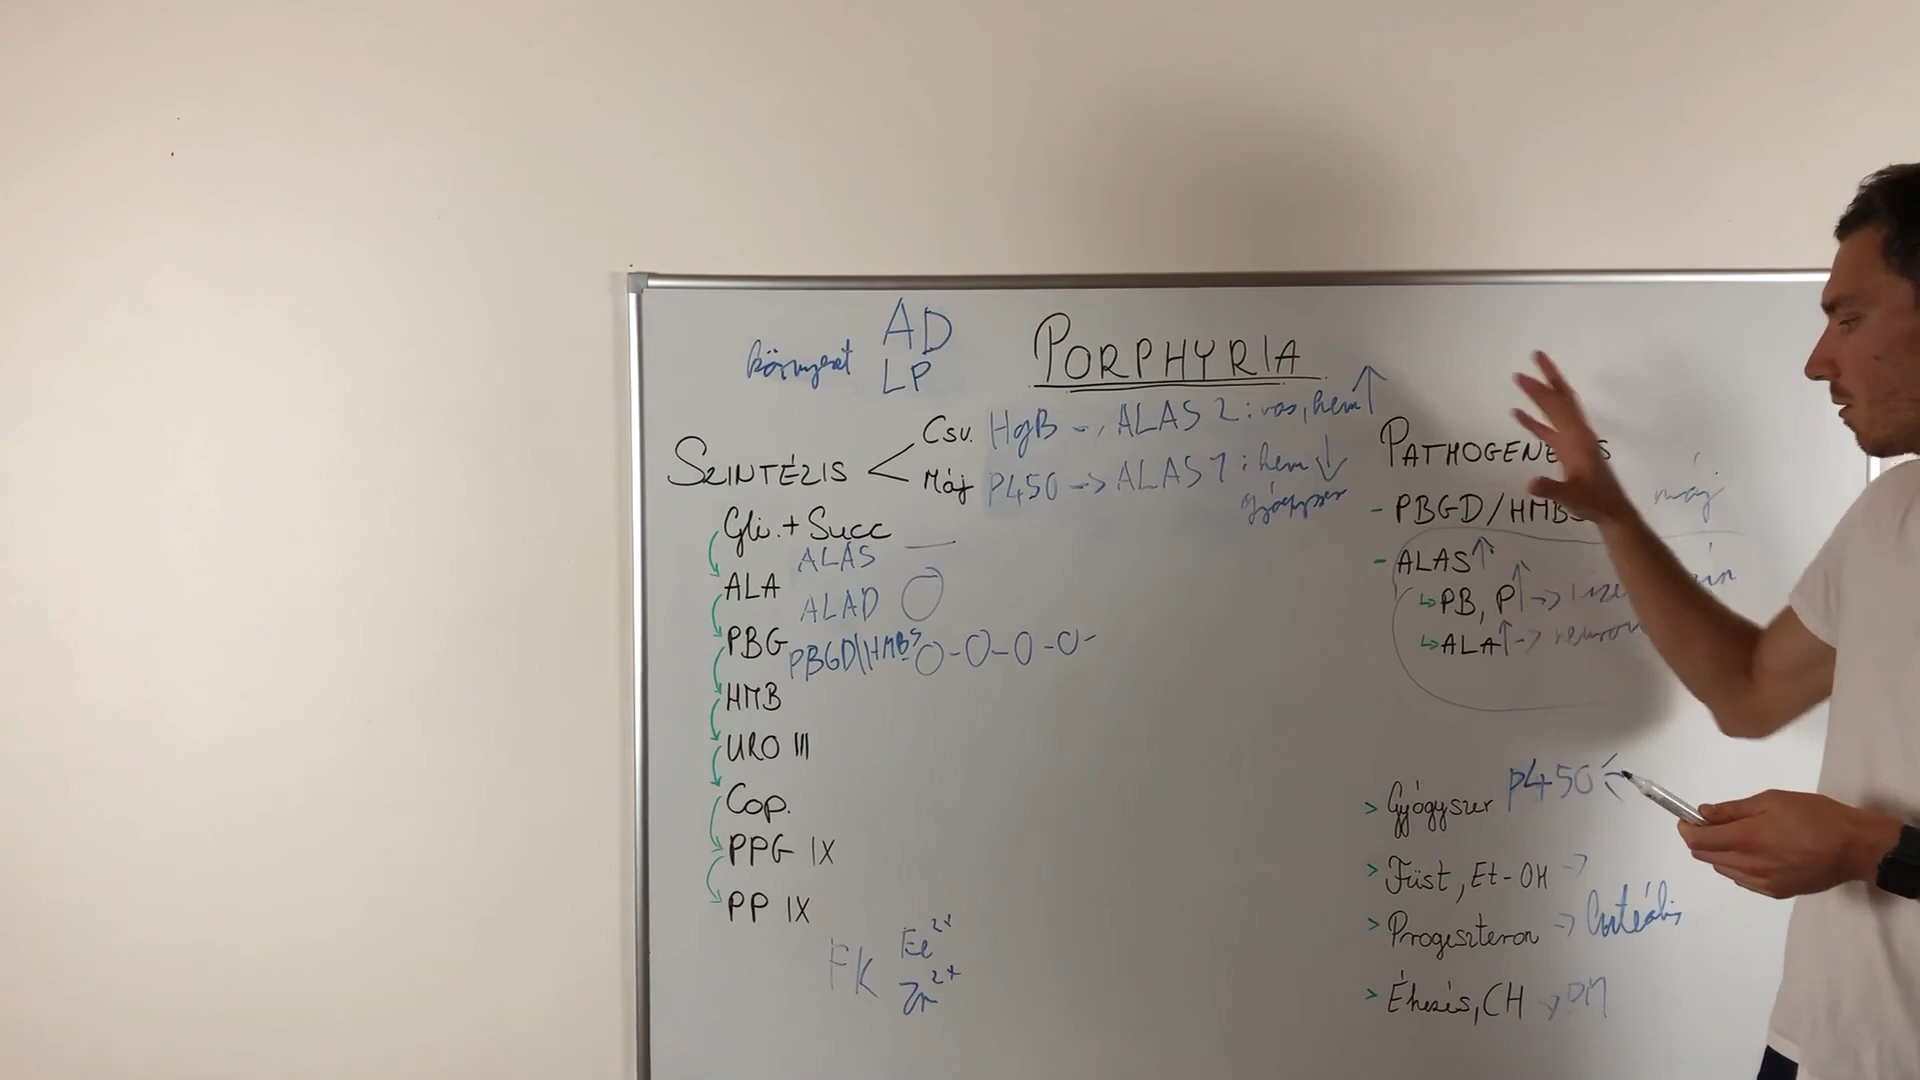 AD
környezet LP
PORPHYRIA
SZINTÉZIS < Csv. HgB -> ALAS 2 : vas, hem ↑
Máj P450 -> ALAS 1 : hem ↓
gyógyszer
Gli. + Succ
ALAS
ALA
ALAD
PBG PBGD\HMBS O-O-O-O-
HMB
URO III
Cop.
PPG IX
PP IX
FK Fe2+
Zn2+
PATHOGENE S
- PBGD/HMBS máj
- ALAS ↑
↳ PB, P ↑ ->
↳ ALA ↑ ->
> Gyógyszer P450 <
> Füst, Et-OH ->
> Progeszteron ->
> Éhezés, CH ->